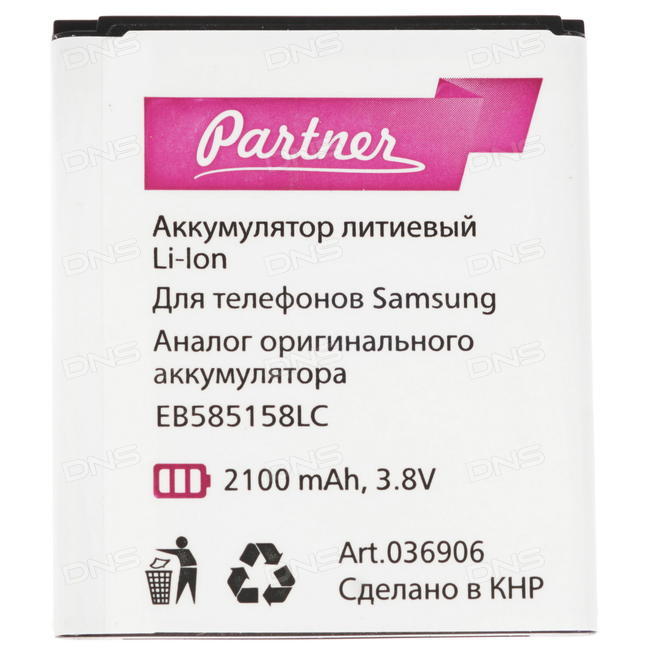 Partner
Аккумулятор литиевый
Li-Ion
Для телефонов Samsung
Аналог оригинального
аккумулятора
EB585158LC
2100 mAh, 3.8V
Art.036906
Сделано в КНР
DNS